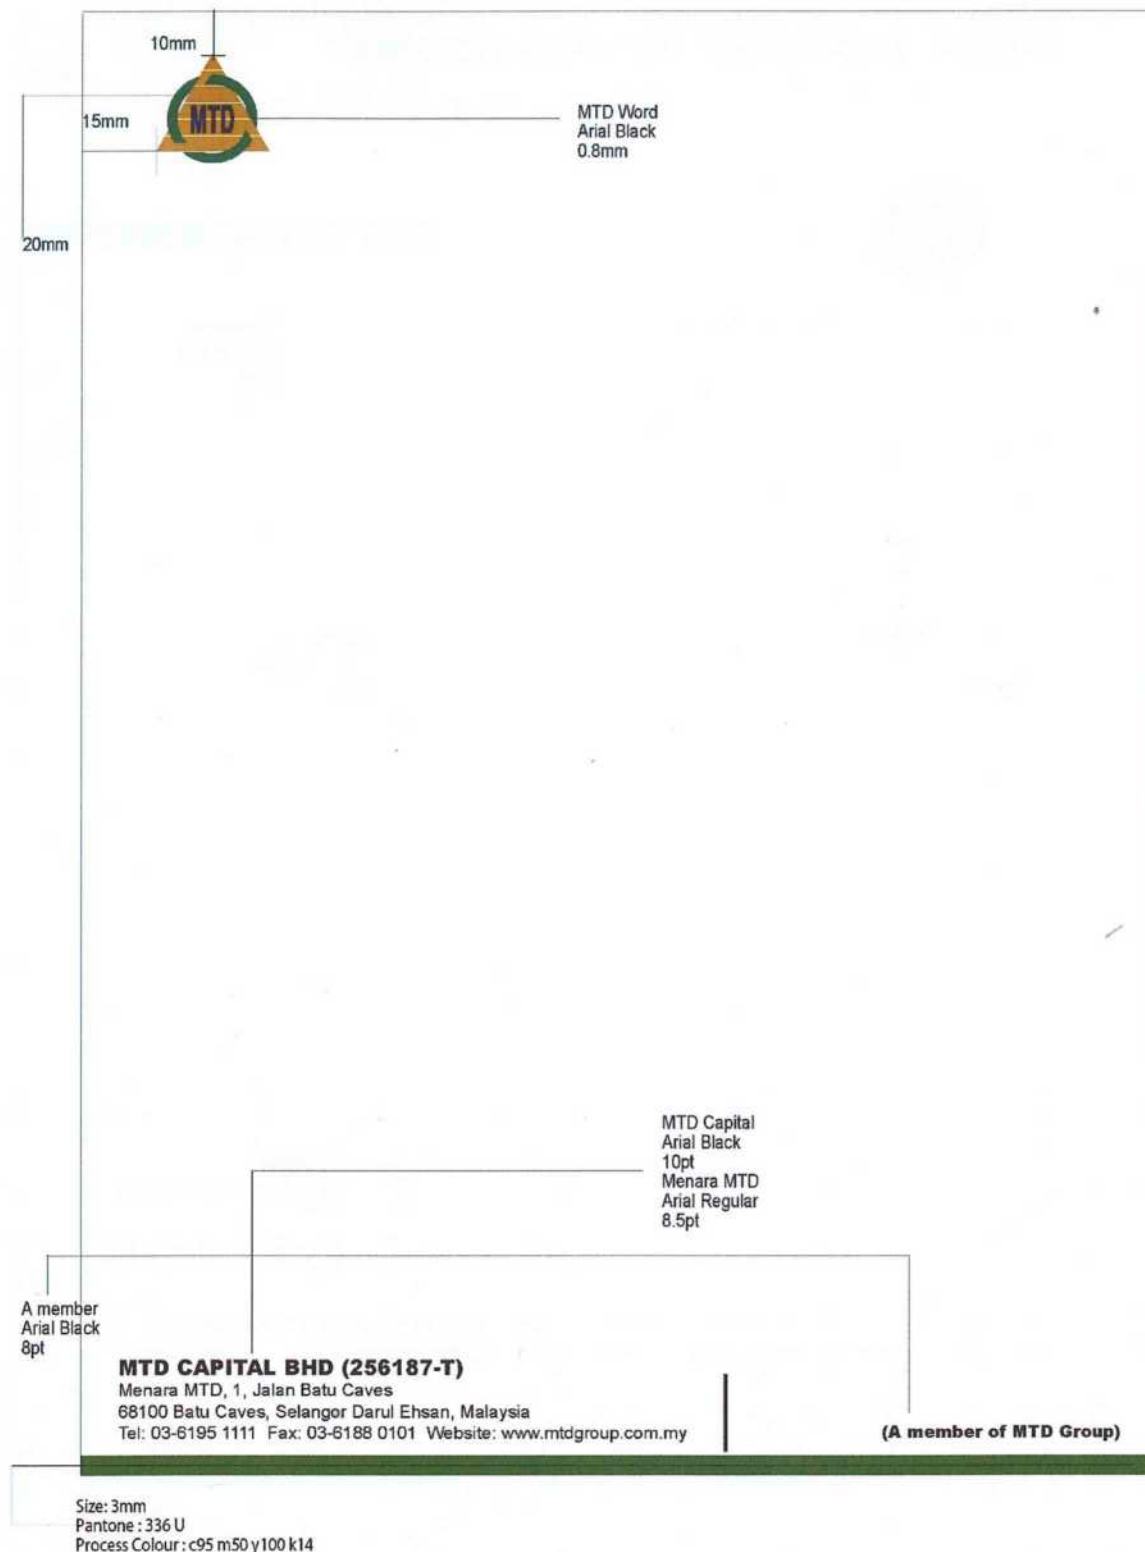 10mm
15mm
MTD
MTD Word
Arial Black
0.8mm
20mm
MTD Capital
Arial Black
10pt
Menara MTD
Arial Regular
8.5pt
A member
Arial Black
8pt
MTD CAPITAL BHD (256187-T)
Menara MTD, 1, Jalan Batu Caves
68100 Batu Caves, Selangor Darul Ehsan, Malaysia
Tel: 03-6195 1111 Fax: 03-6188 0101 Website: www.mtdgroup.com.my
(A member of MTD Group)
Size: 3mm
Pantone : 336 U
Process Colour : c95 m50 y100 k14